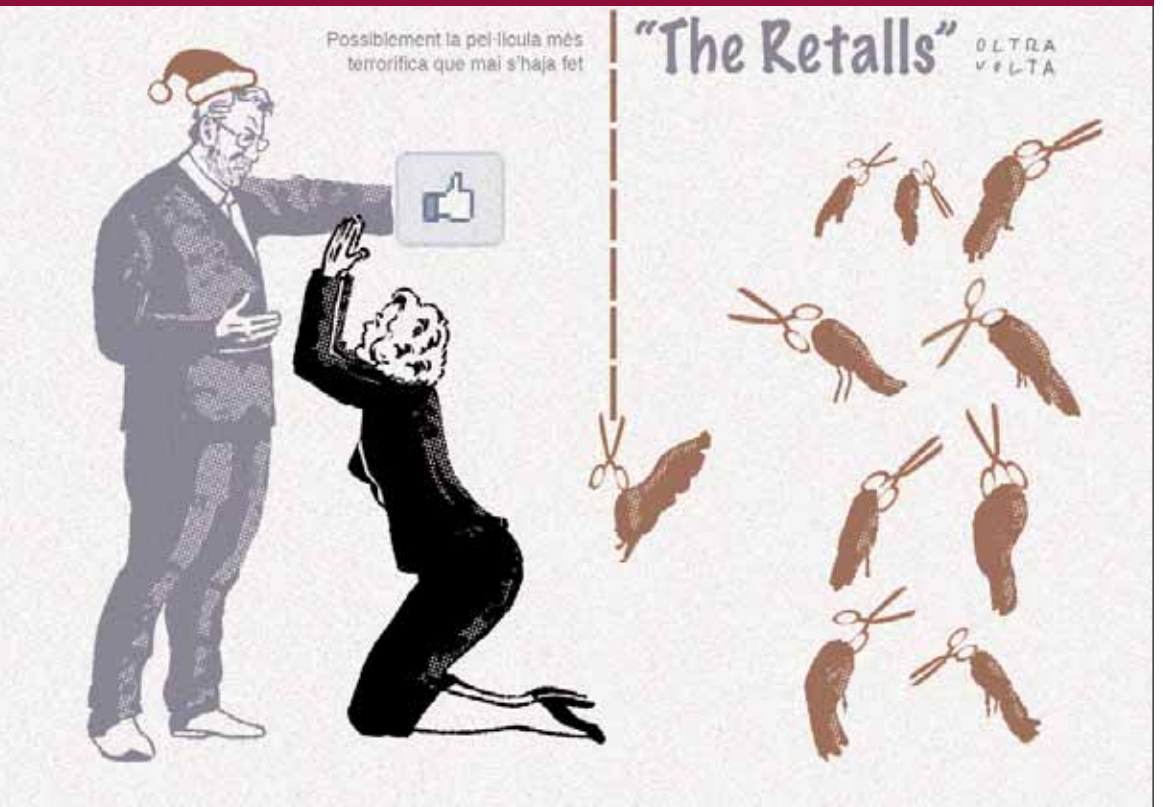 Possiblement la pel·lícula més
terrorífica que mai s'haja fet
"The Retalls"
OLTRA
VOLTA